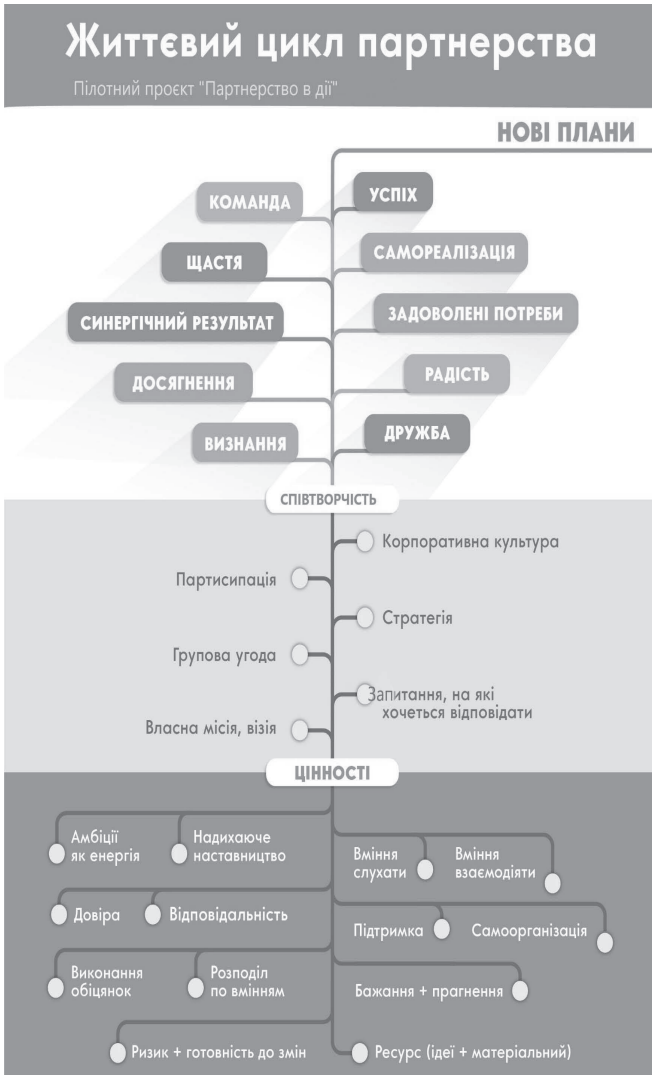 Життєвий цикл партнерства
Пілотний проєкт "Партнерство в дії"
НОВІ ПЛАНИ
КОМАНДА
УСПІХ
ЩАСТЯ
САМОРЕАЛІЗАЦІЯ
СИНЕРГІЧНИЙ РЕЗУЛЬТАТ
ЗАДОВОЛЕНІ ПОТРЕБИ
ДОСЯГНЕННЯ
РАДІСТЬ
ВИЗНАННЯ
ДРУЖБА
СПІВТВОРЧІСТЬ
Корпоративна культура
Партисипація
Стратегія
Групова угода
Запитання, на які
хочеться відповідати
Власна місія, візія
ЦІННОСТІ
Амбіції
як енергія
Надихаюче
наставництво
Вміння
слухати
Вміння
взаємодіяти
Довіра
Відповідальність
Підтримка
Самоорганізація
Виконання
обіцянок
Розподіл
по вмінням
Бажання + прагнення
Ризик + готовність до змін
Ресурс (ідеї + матеріальний)